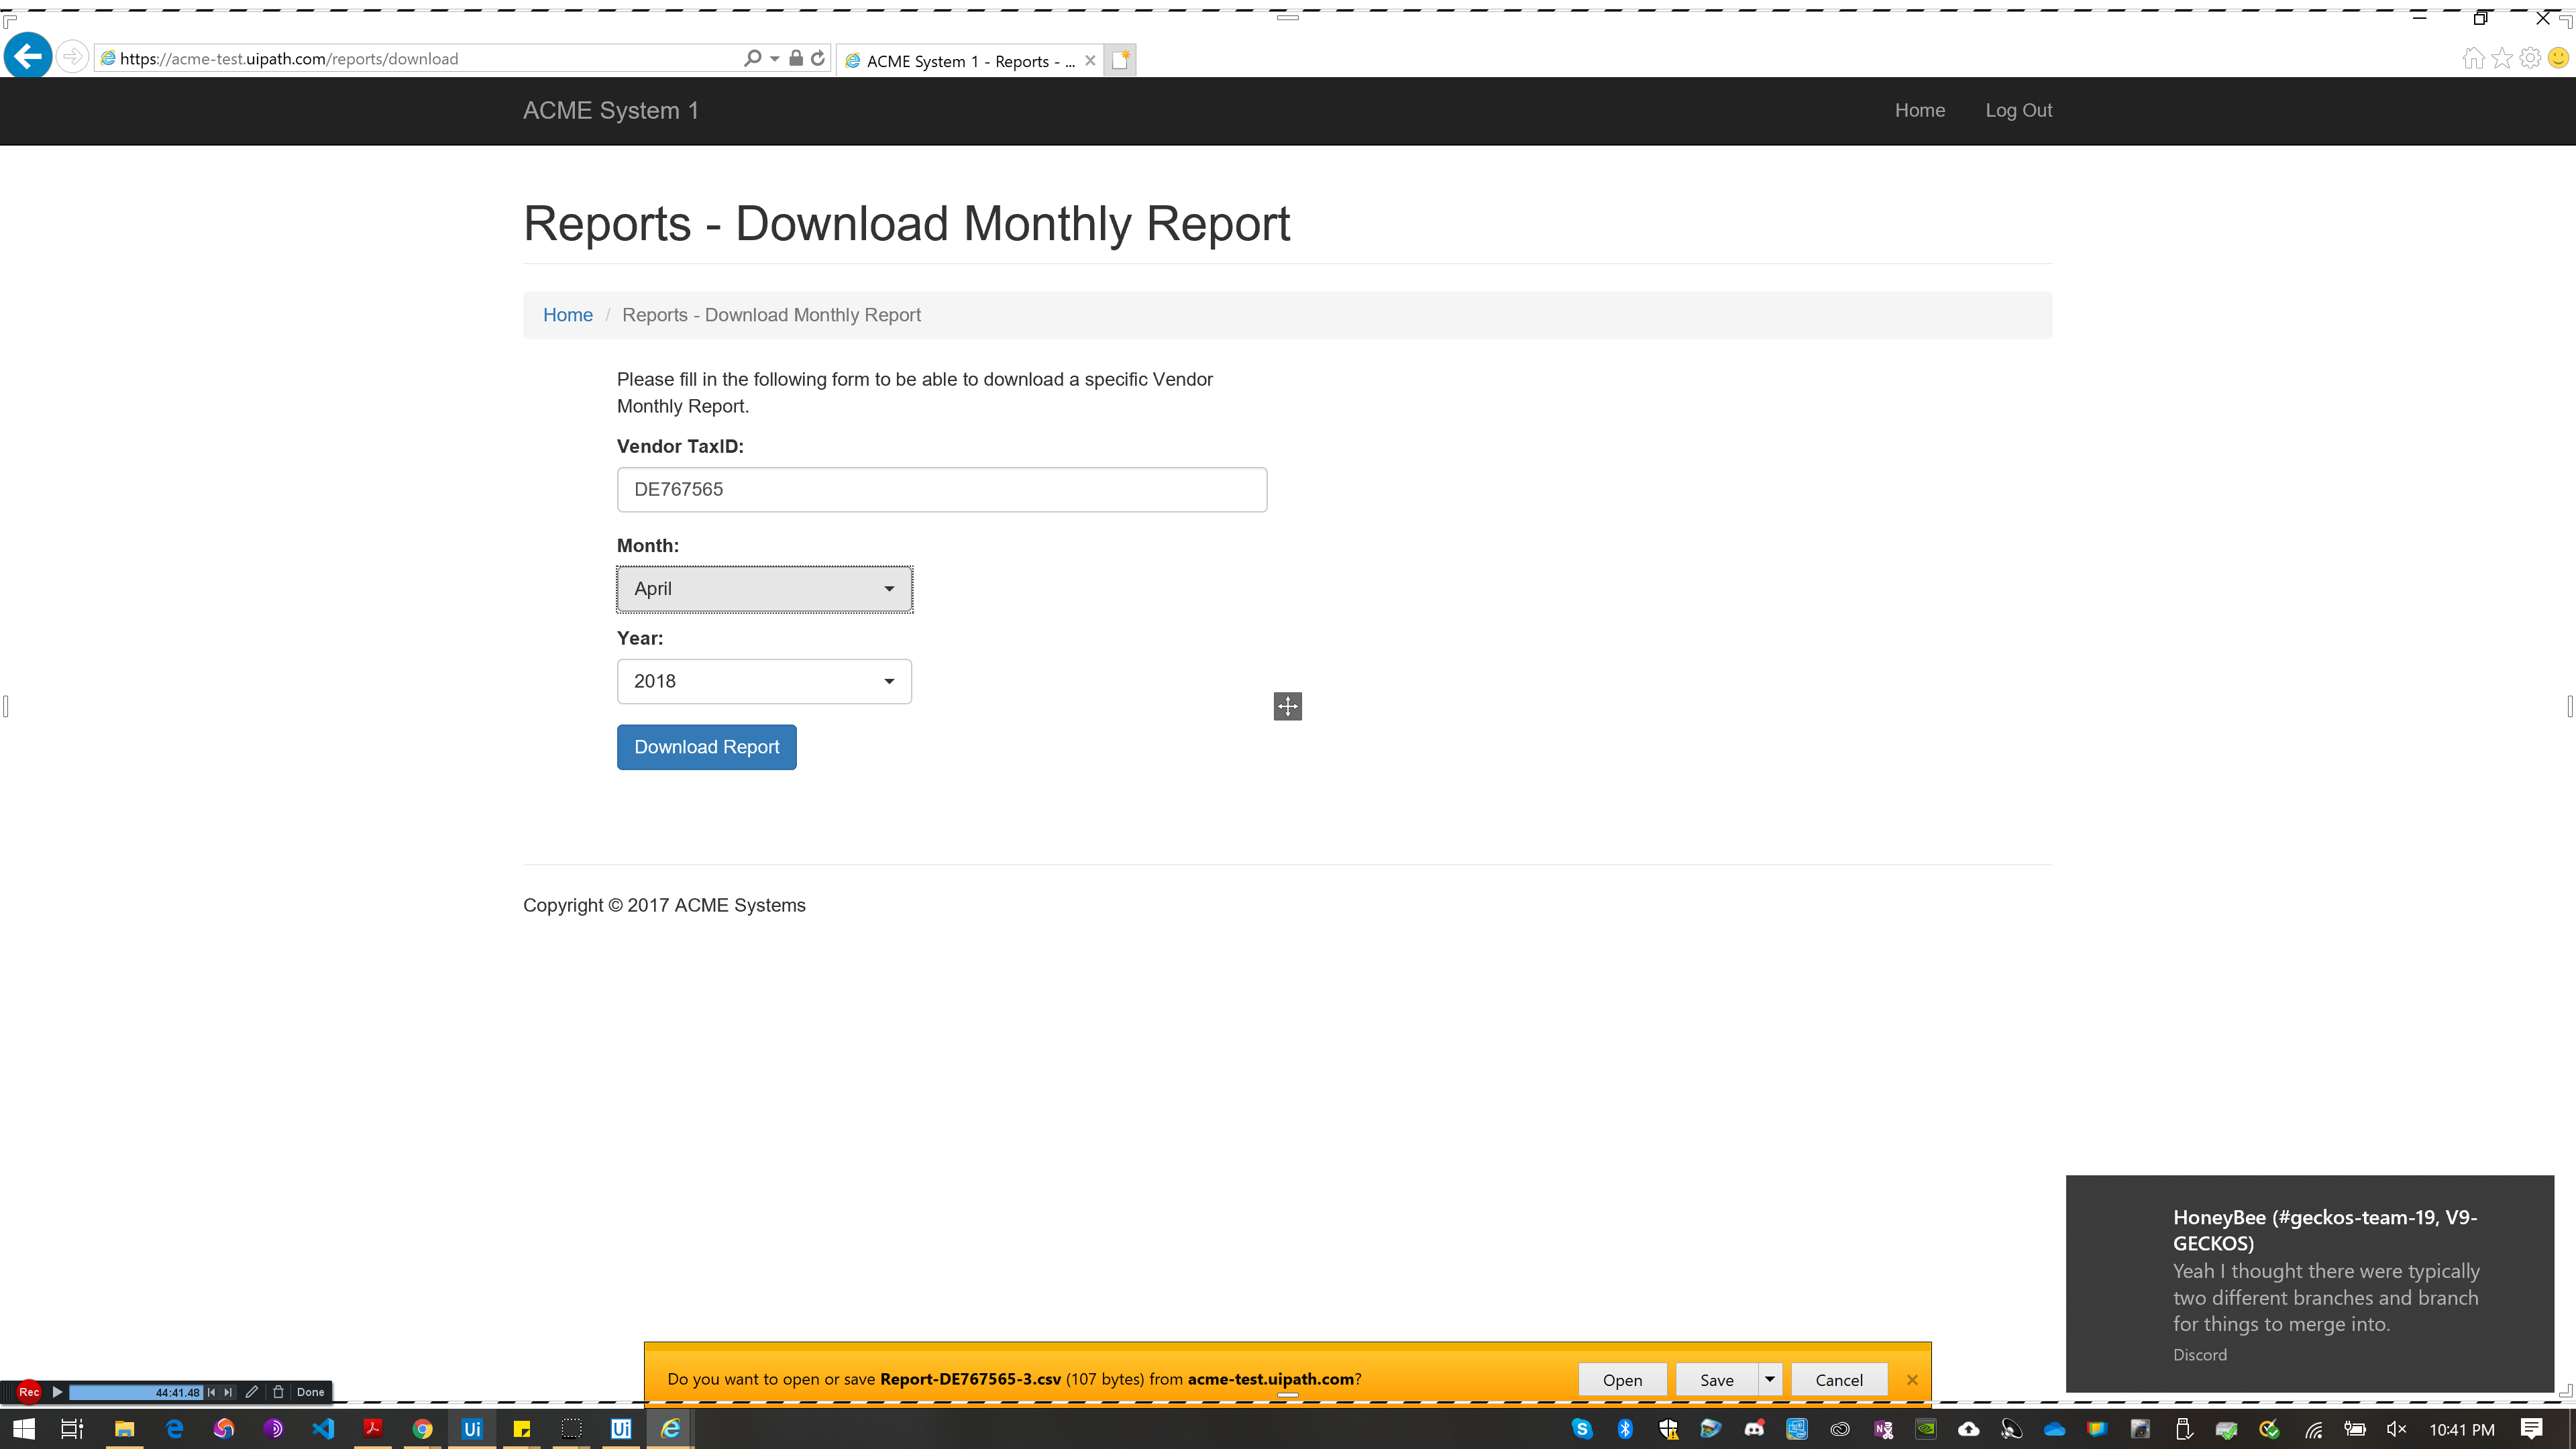 https://acme-test.uipath.com/reports/download
ACME System 1 - Reports - ...
ACME System 1
Home
Log Out
Reports - Download Monthly Report
Home / Reports - Download Monthly Report
Please fill in the following form to be able to download a specific Vendor
Monthly Report.
Vendor TaxID:
DE767565
Month:
April
Year:
2018
Download Report
Copyright © 2017 ACME Systems
HoneyBee (#geckos-team-19, V9-
GECKOS)
Yeah I thought there were typically
two different branches and branch
for things to merge into.
Discord
Do you want to open or save Report-DE767565-3.csv (107 bytes) from acme-test.uipath.com?
Open
Save
Cancel
Rec
44:41.48
Done
Ui
Ui
10:41 PM